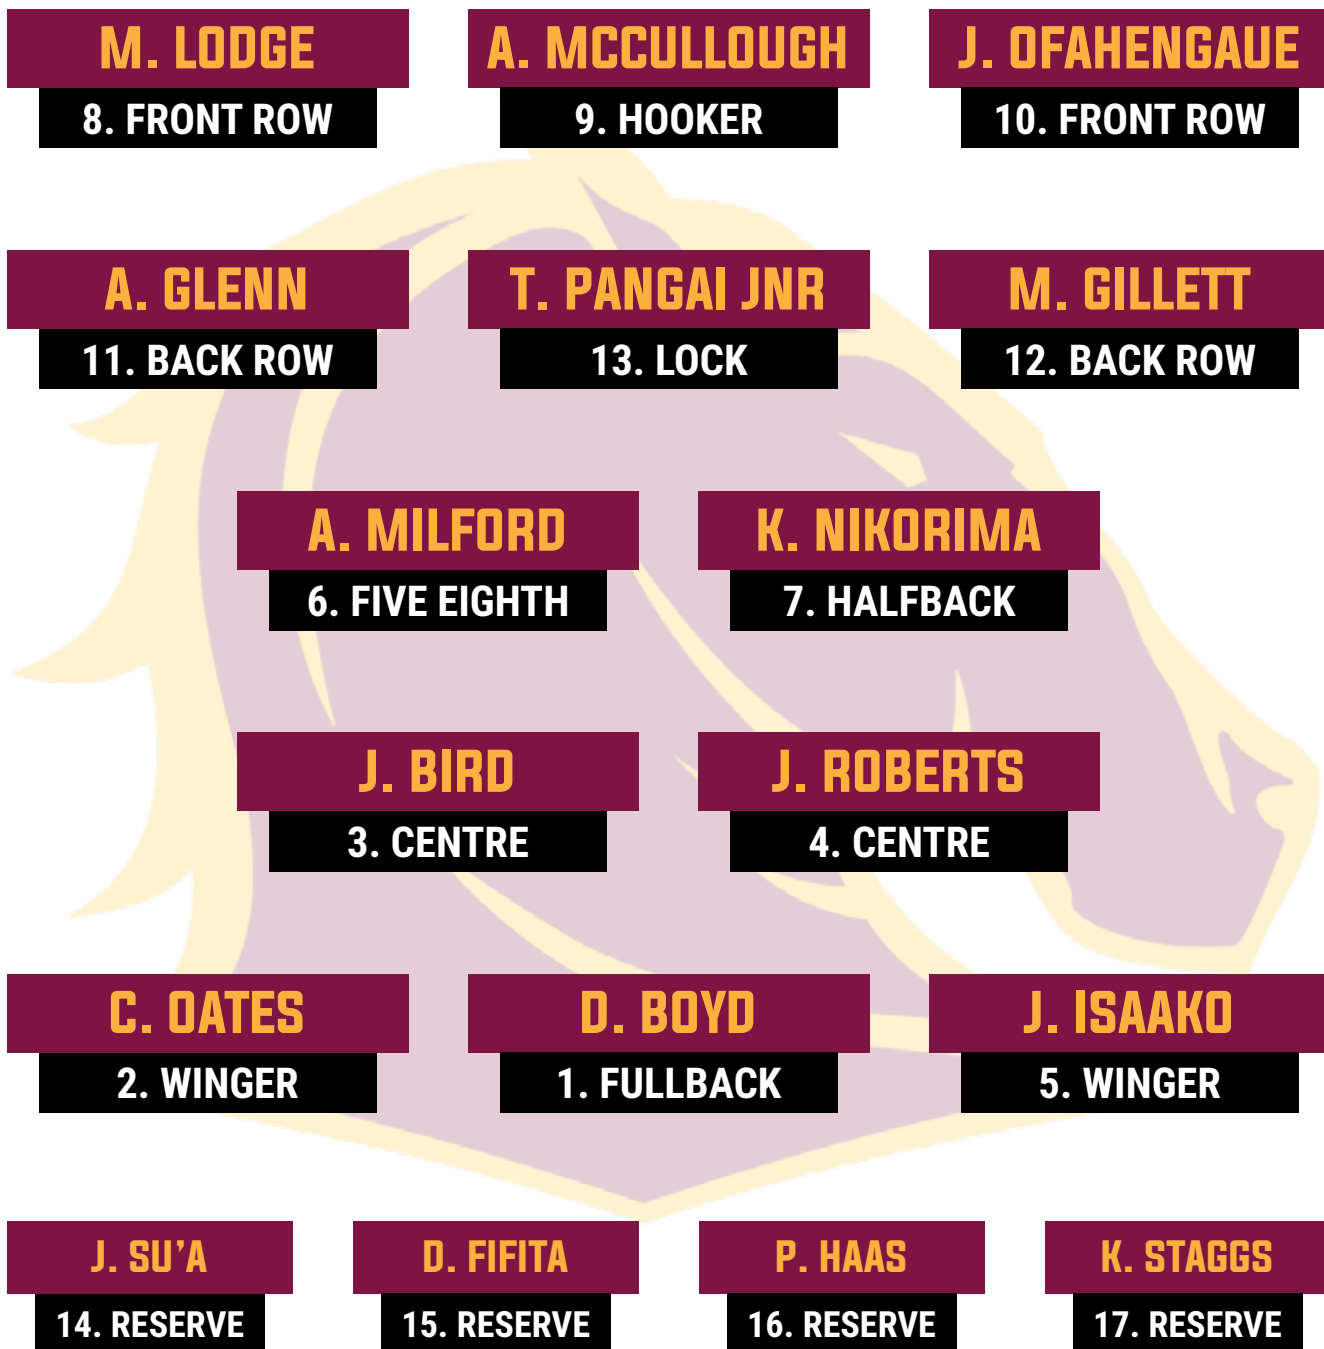 M. LODGE
8. FRONT ROW
A. MCCULLOUGH
9. HOOKER
J. OFAHENGAUE
10. FRONT ROW
A. GLENN
11. BACK ROW
T. PANGAI JNR
13. LOCK
M. GILLETT
12. BACK ROW
A. MILFORD
6. FIVE EIGHTH
K. NIKORIMA
7. HALFBACK
J. BIRD
3. CENTRE
J. ROBERTS
4. CENTRE
C. OATES
2. WINGER
D. BOYD
1. FULLBACK
J. ISAAKO
5. WINGER
J. SU'A
14. RESERVE
D. FIFITA
15. RESERVE
P. HAAS
16. RESERVE
K. STAGGS
17. RESERVE